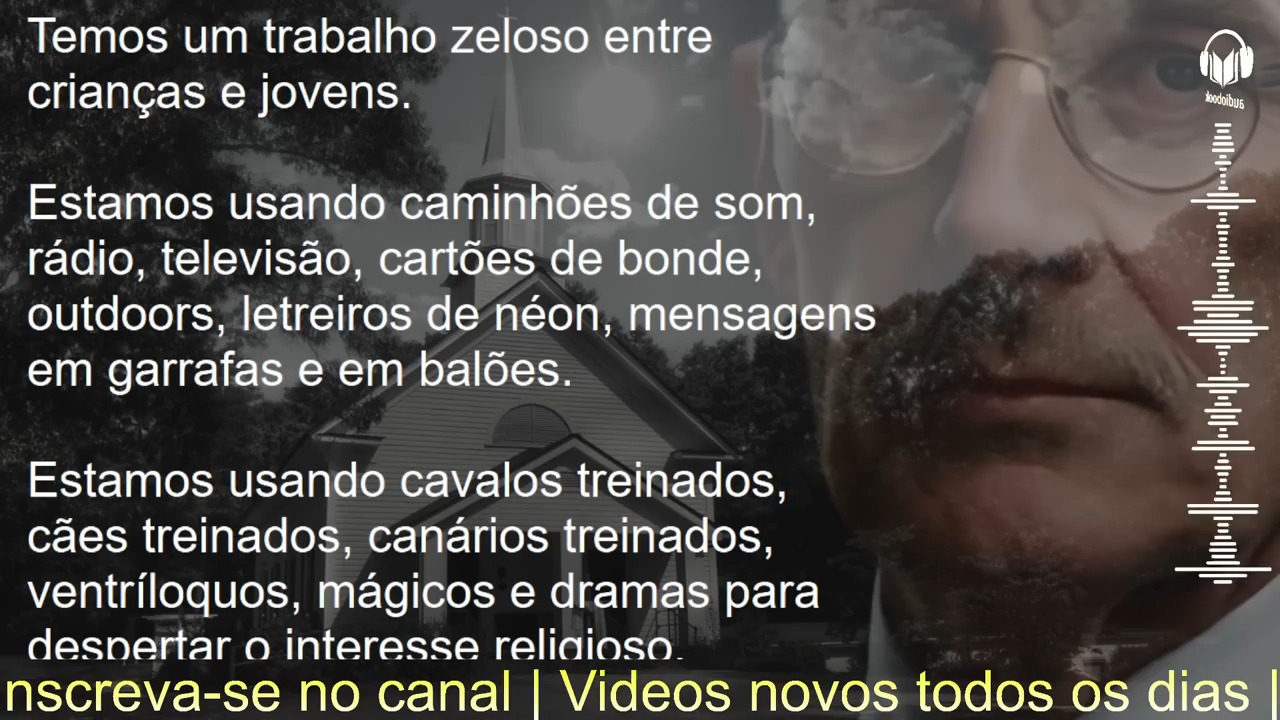 Temos um trabalho zeloso entre
crianças e jovens.
Estamos usando caminhões de som,
rádio, televisão, cartões de bonde,
outdoors, letreiros de néon, mensagens
em garrafas e em balões.
Estamos usando cavalos treinados,
cães treinados, canários treinados,
ventríloquos, mágicos e dramas para
despertar o interesse religioso.
audiobook
nscreva-se no canal | Videos novos todos os dias |